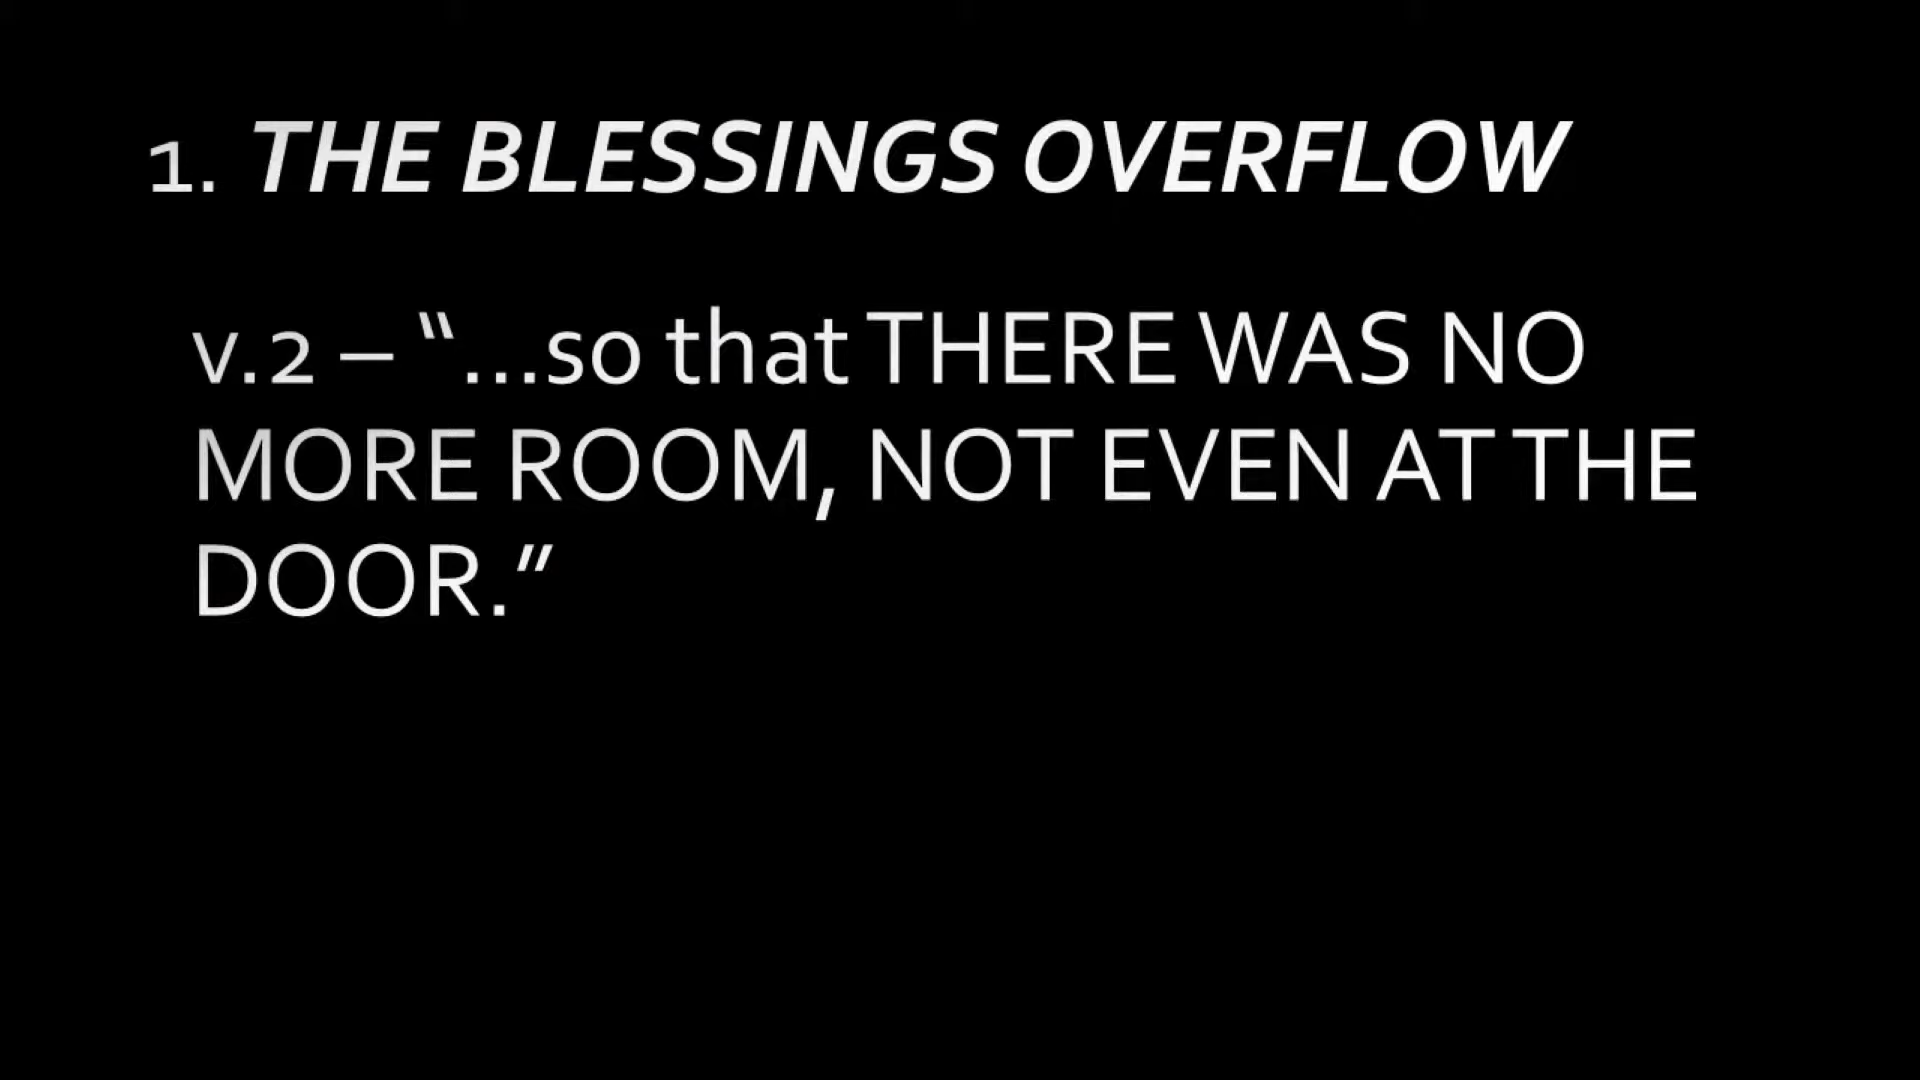 1. THE BLESSINGS OVERFLOW
v.2 – “...so that THERE WAS NO
MORE ROOM, NOT EVEN AT THE
DOOR.”